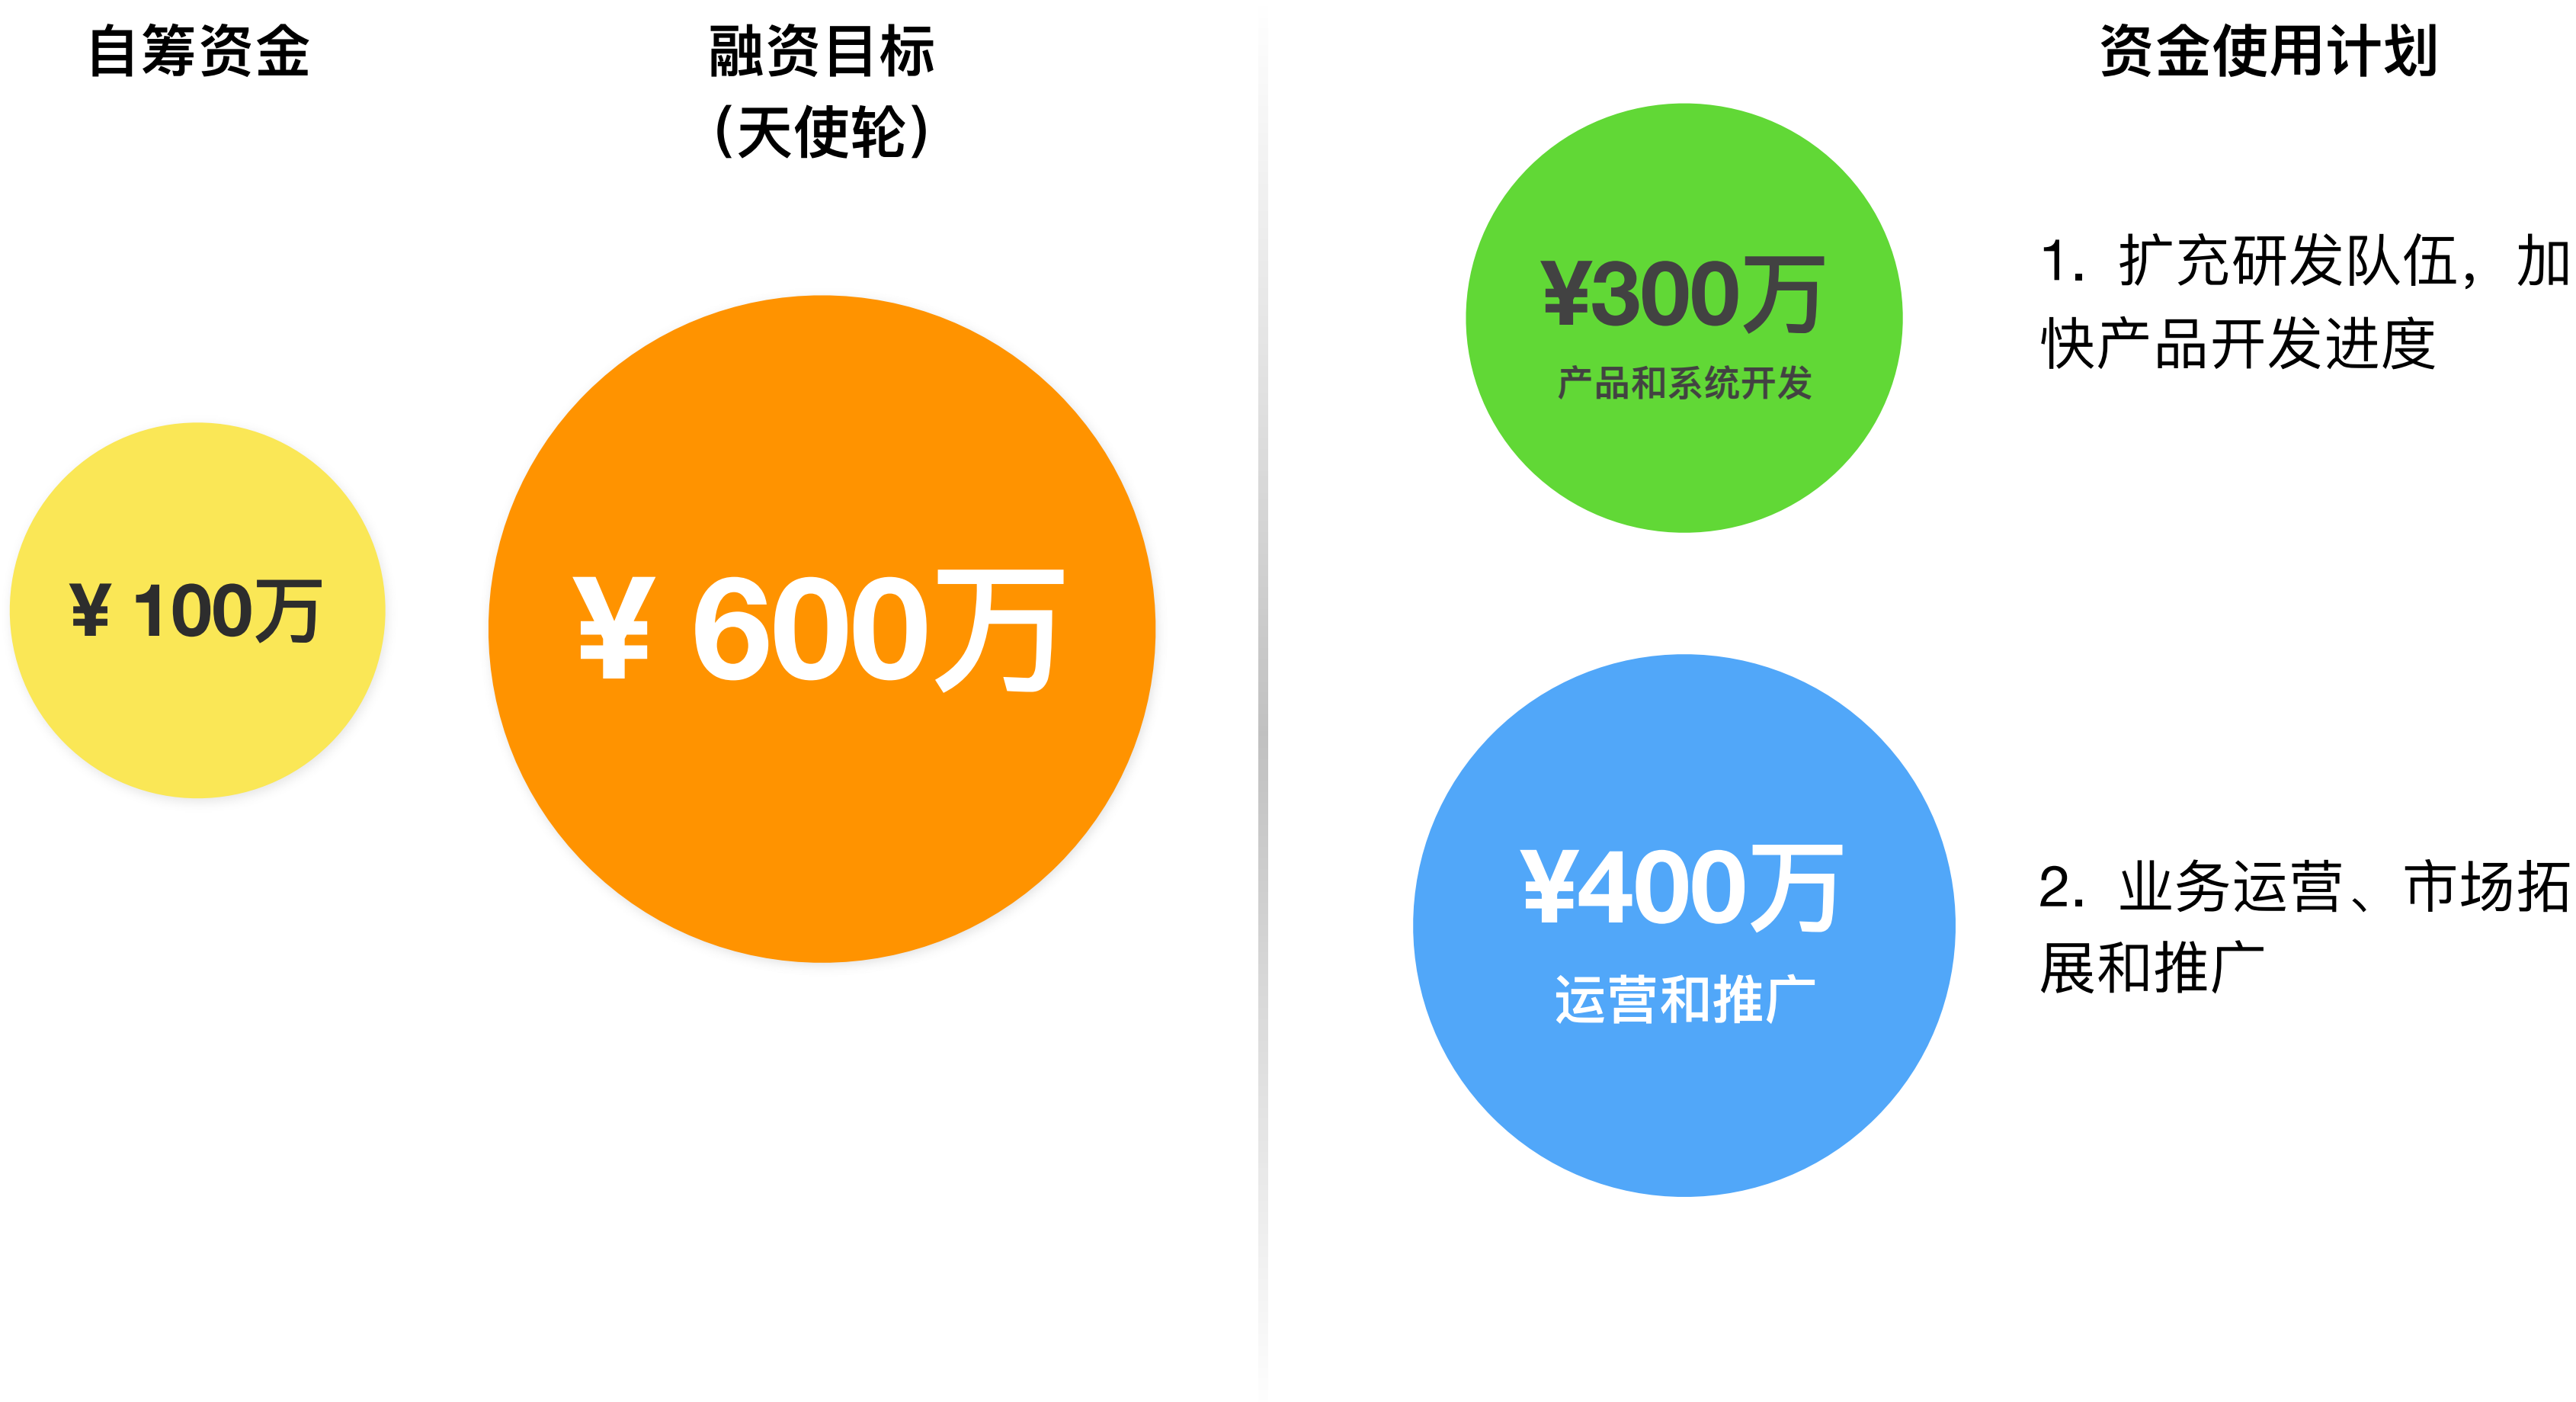 自筹资金
融资目标
（天使轮）
¥ 100万
¥ 600万
资金使用计划
¥300万
产品和系统开发
1. 扩充研发队伍，加
快产品开发进度
¥400万
运营和推广
2. 业务运营、市场拓
展和推广